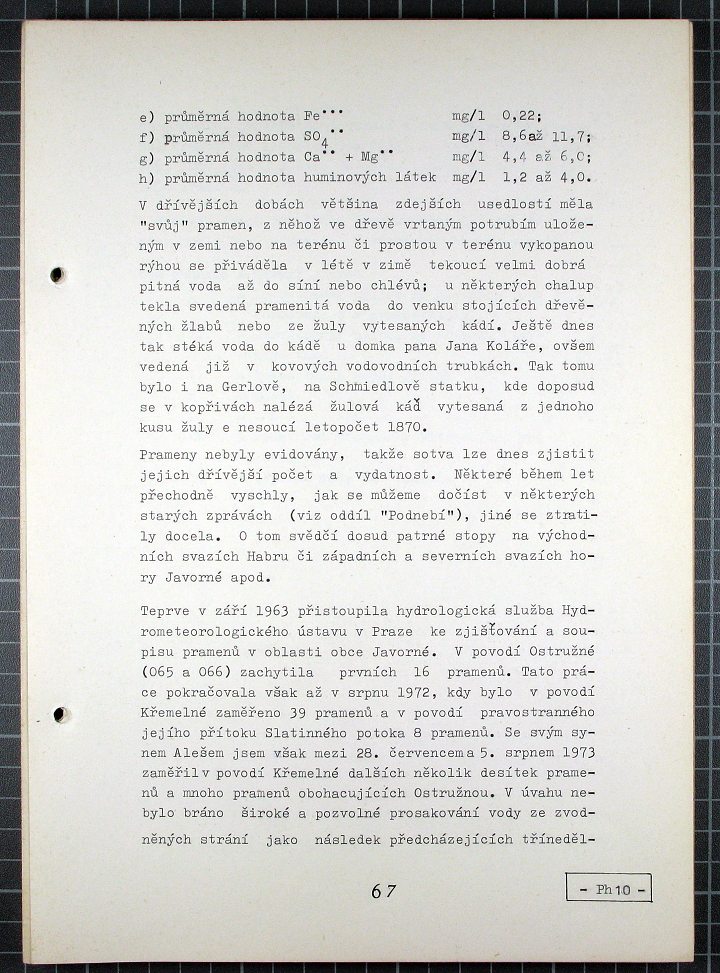 e) průměrná hodnota Fe••• mg/l 0,22;
f) průměrná hodnota SO4•• mg/l 8,6až 11,7;
g) průměrná hodnota Ca•• + Mg•• mg/l 4,4 až 6,0;
h) průměrná hodnota huminových látek mg/l 1,2 až 4,0.
V dřívějších dobách většina zdejších usedlostí měla
"svůj" pramen, z něhož ve dřevě vrtaným potrubím ulože-
ným v zemi nebo na terénu či prostou v terénu vykopanou
rýhou se přiváděla v létě v zimě tekoucí velmi dobrá
pitná voda až do síní nebo chlévů; u některých chalup
tekla svedená pramenitá voda do venku stojících dřevě-
ných žlabů nebo ze žuly vytesaných kádí. Ještě dnes
tak stéká voda do kádě u domka pana Jana Koláře, ovšem
vedená již v kovových vodovodních trubkách. Tak tomu
bylo i na Gerlově, na Schmiedlově statku, kde doposud
se v kopřivách nalézá žulová káď vytesaná z jednoho
kusu žuly e nesoucí letopočet 1870.
Prameny nebyly evidovány, takže sotva lze dnes zjistit
jejich dřívější počet a vydatnost. Některé během let
přechodně vyschly, jak se můžeme dočíst v některých
starých zprávách (viz oddíl "Podnebí"), jiné se ztrati-
ly docela. O tom svědčí dosud patrné stopy na východ-
ních svazích Habru či západních a severních svazích ho-
ry Javorné apod.
Teprve v září 1963 přistoupila hydrologická služba Hyd-
rometeorologického ústavu v Praze ke zjišťování a sou-
pisu pramenů v oblasti obce Javorné. V povodí Ostružné
(065 a 066) zachytila prvních 16 pramenů. Tato prá-
ce pokračovala však až v srpnu 1972, kdy bylo v povodí
Křemelné zaměřeno 39 pramenů a v povodí pravostranného
jejího přítoku Slatinného potoka 8 pramenů. Se svým sy-
nem Alešem jsem však mezi 28. červencem a 5. srpnem 1973
zaměřil v povodí Křemelné dalších několik desítek prame-
nů a mnoho pramenů obohacujících Ostružnou. V úvahu ne-
bylo bráno široké a pozvolné prosakování vody ze zvod-
něných strání jako následek předcházejících tříneděl-
67
- Ph10 -